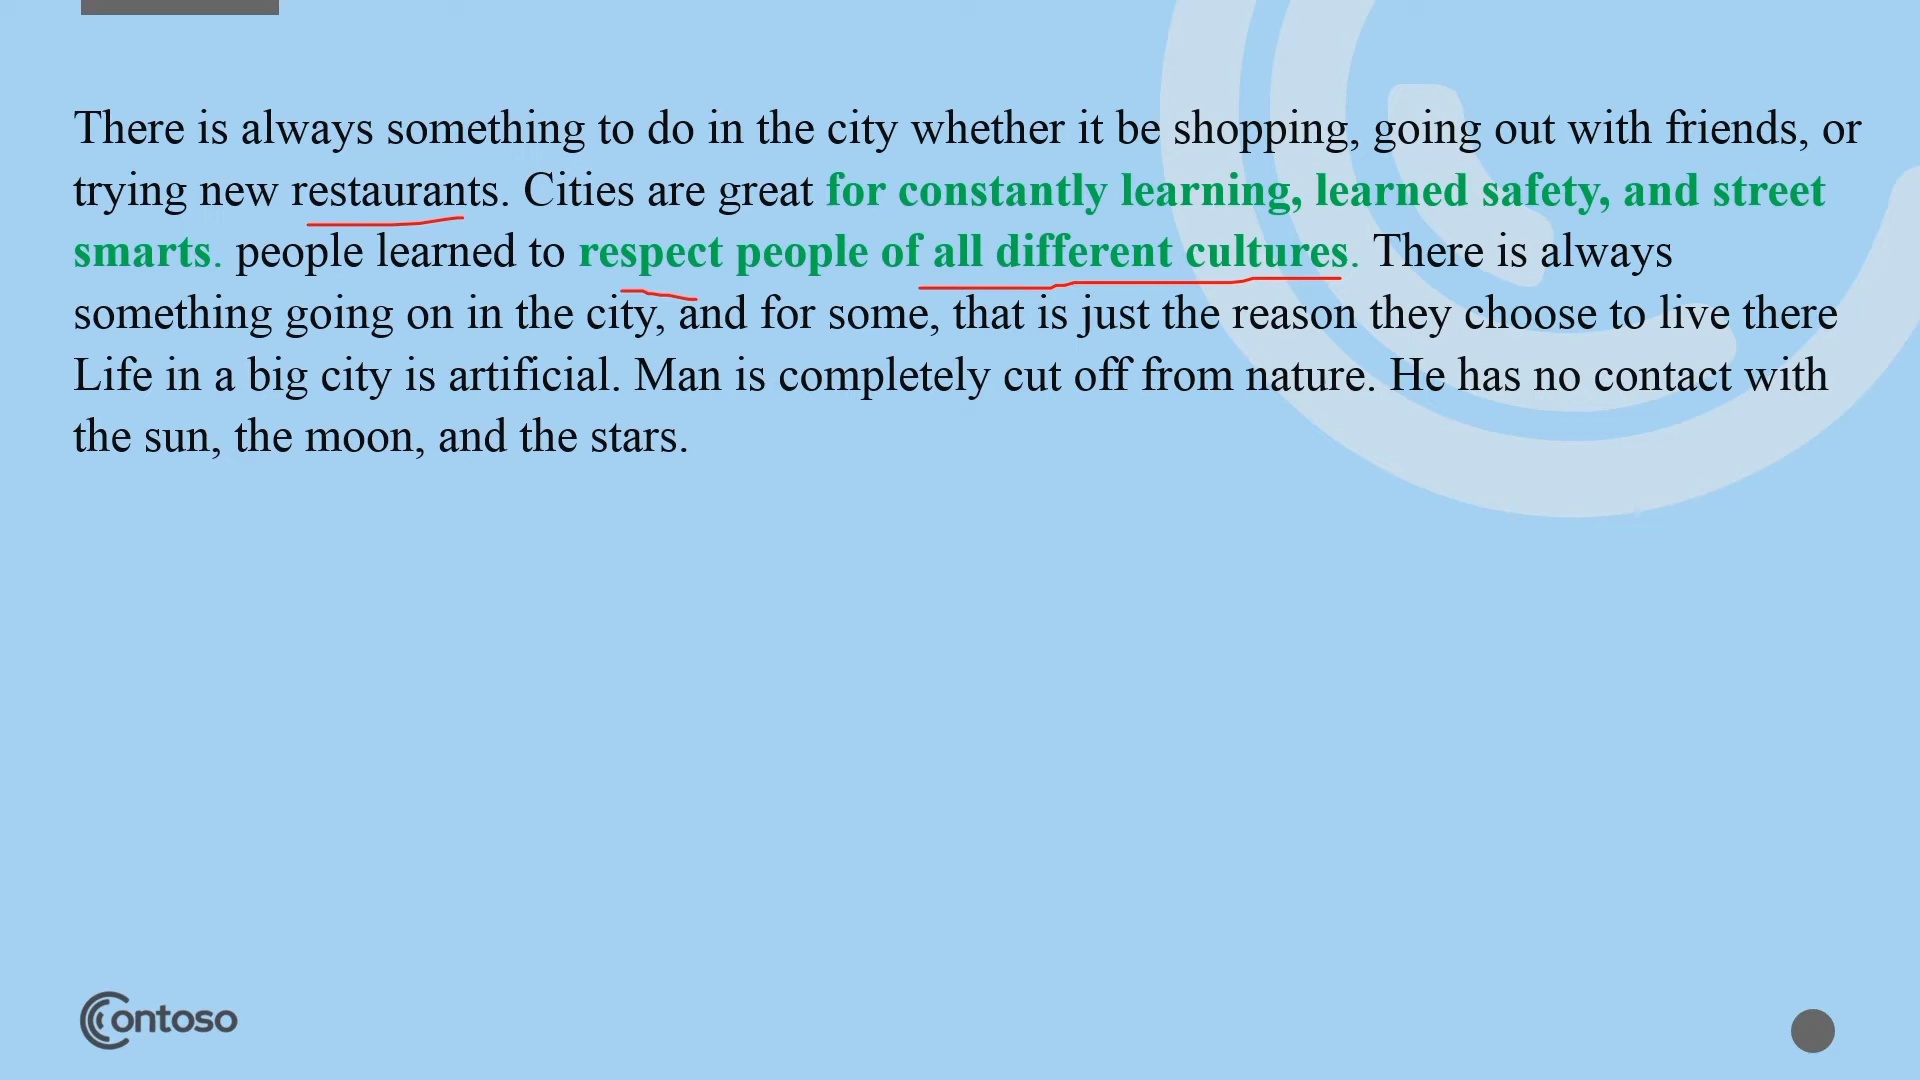 There is always something to do in the city whether it be shopping, going out with friends, or
trying new restaurants. Cities are great for constantly learning, learned safety, and street
smarts. people learned to respect people of all different cultures. There is always
something going on in the city, and for some, that is just the reason they choose to live there
Life in a big city is artificial. Man is completely cut off from nature. He has no contact with
the sun, the moon, and the stars.
Contoso